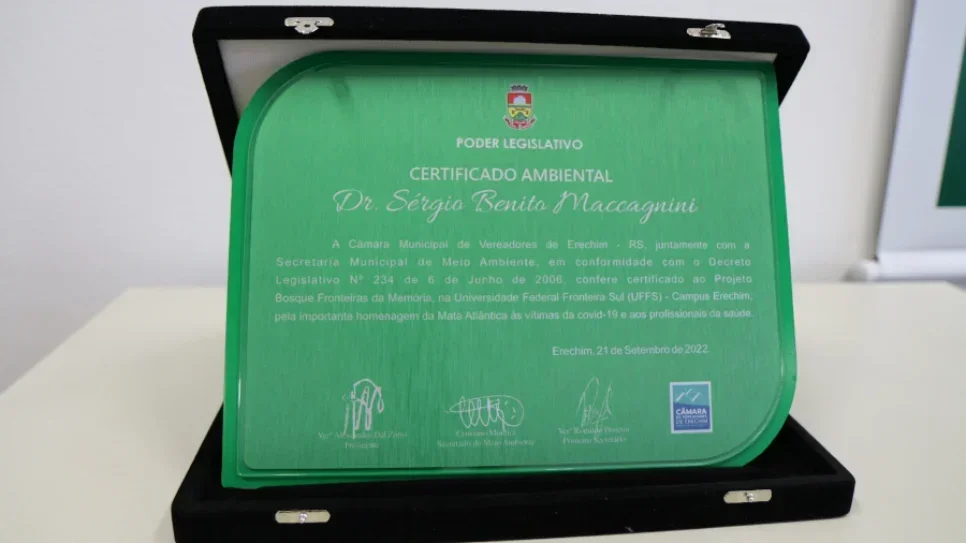 PODER LEGISLATIVO
CERTIFICADO AMBIENTAL
Dr. Sérgio Benito Maccagnini
A Câmara Municipal de Vereadores de Erechim - RS, juntamente com a
Secretaria Municipal de Meio Ambiente, em conformidade com o Decreto
Legislativo Nº 234 de 6 de Junho de 2006, confere certificado ao Projeto
Bosque Fronteiras da Memória, na Universidade Federal Fronteira Sul (UFFS) - Campus Erechim,
pela importante homenagem da Mata Atlântica às vítimas da covid-19 e aos profissionais da saúde.
Erechim, 21 de Setembro de 2022.
Presidente
Secretário do Meio Ambiente
Primeiro Secretário
CÂMARA
DE VEREADORES
DE ERECHIM